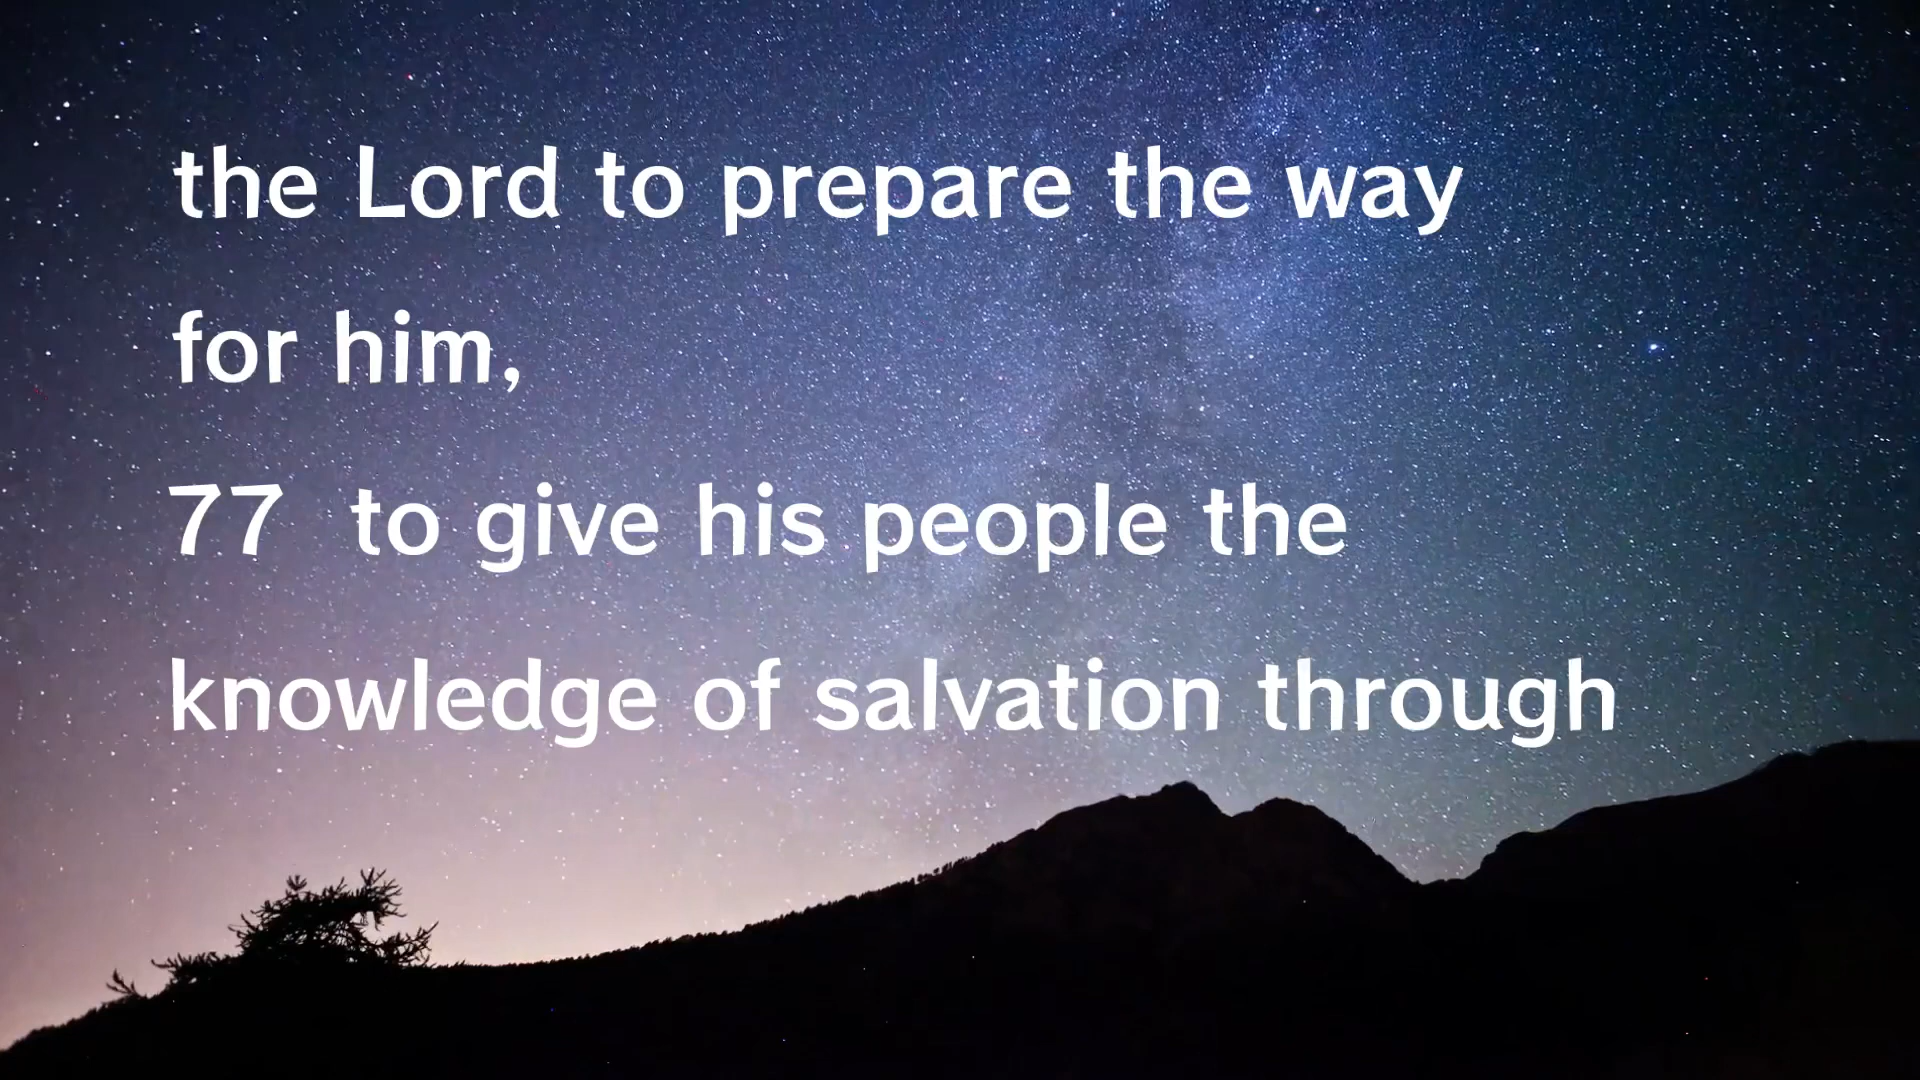 the Lord to prepare the way
for him,
77 to give his people the
knowledge of salvation through